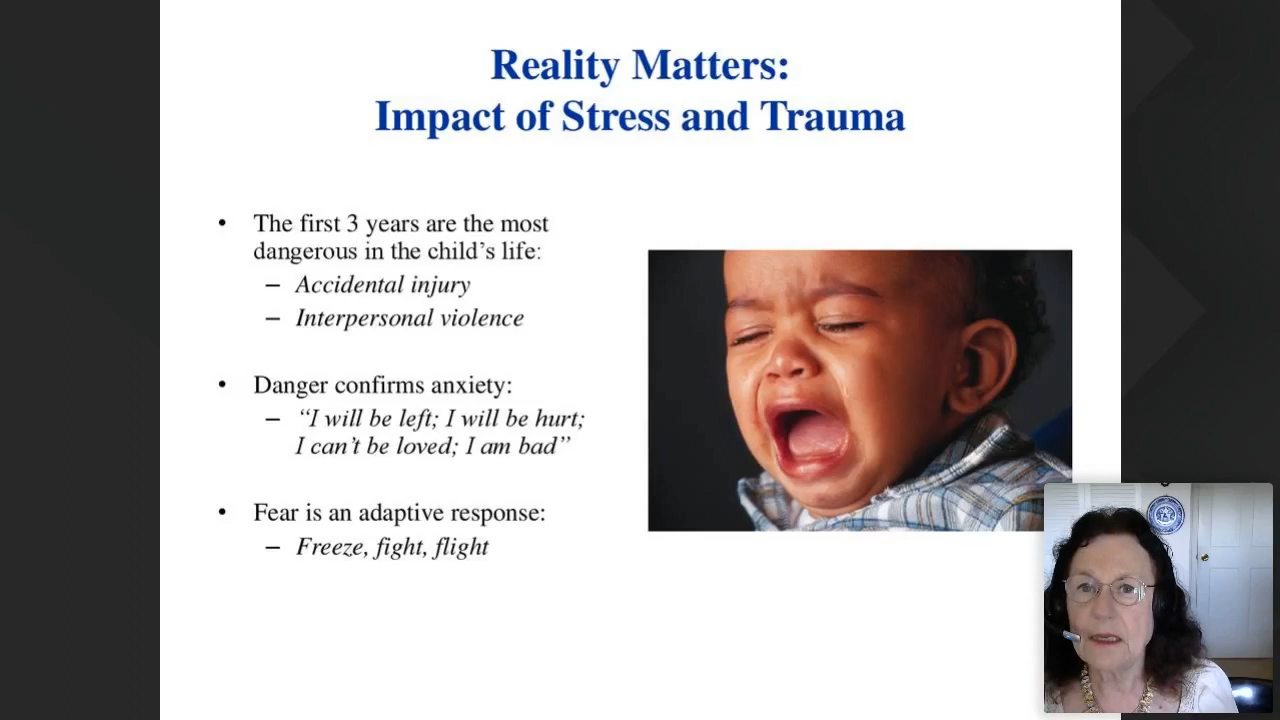 Reality Matters:
Impact of Stress and Trauma
• The first 3 years are the most
dangerous in the child’s life:
– Accidental injury
– Interpersonal violence
• Danger confirms anxiety:
– “I will be left; I will be hurt;
I can’t be loved; I am bad”
• Fear is an adaptive response:
– Freeze, fight, flight